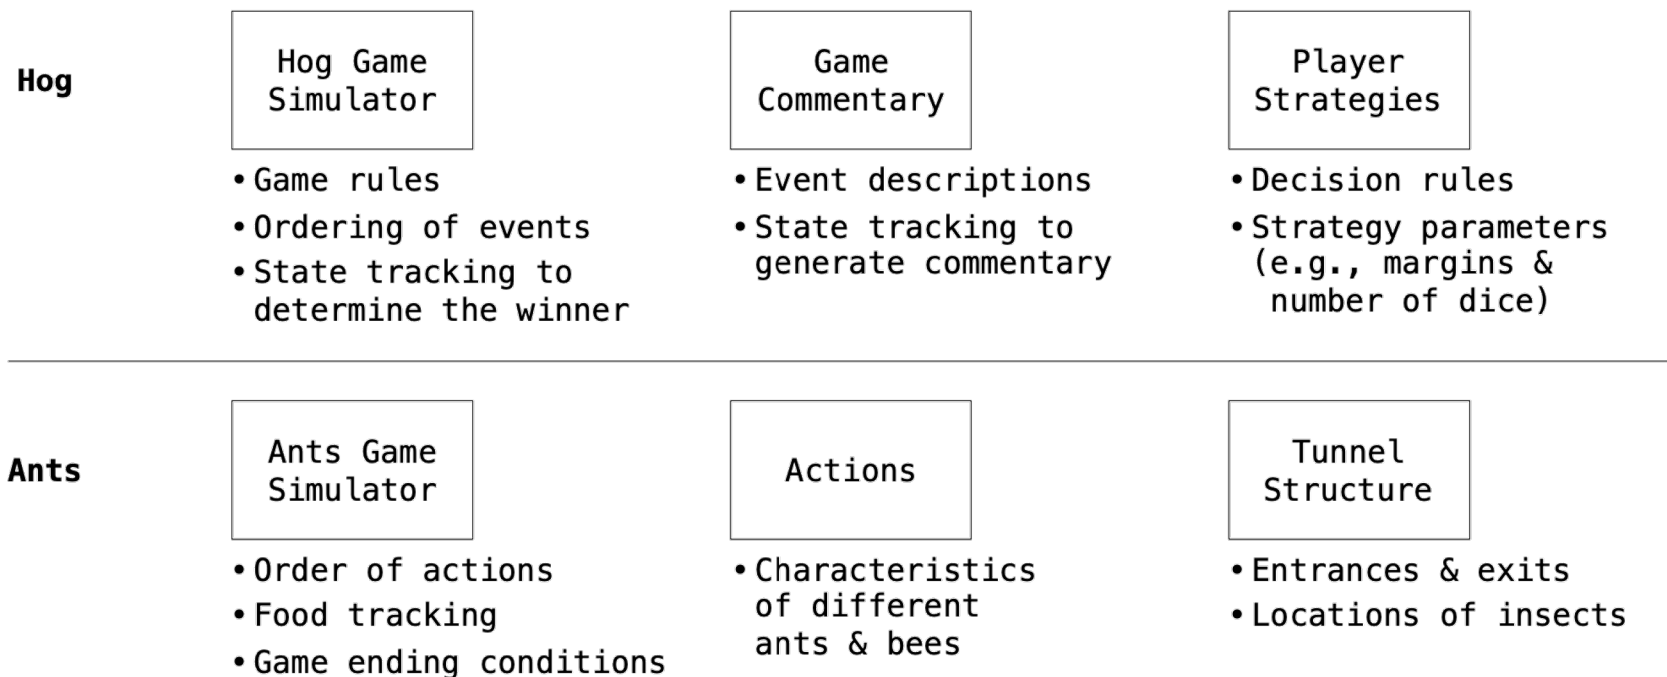 Hog
Hog Game
Simulator
• Game rules
• Ordering of events
• State tracking to
determine the winner
Game
Commentary
• Event descriptions
• State tracking to
generate commentary
Player
Strategies
• Decision rules
• Strategy parameters
(e.g., margins &
number of dice)
Ants
Ants Game
Simulator
• Order of actions
• Food tracking
• Game ending conditions
Actions
• Characteristics
of different
ants & bees
Tunnel
Structure
• Entrances & exits
• Locations of insects